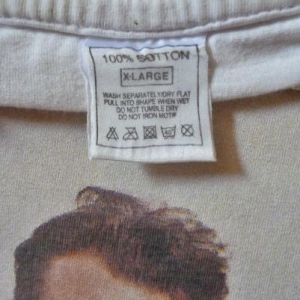 100% COTTON
X-LARGE
WASH SEPARATELY/DRY FLAT
PULL INTO SHAPE WHEN WET
DO NOT TUMBLE DRY
DO NOT IRON MOTIF